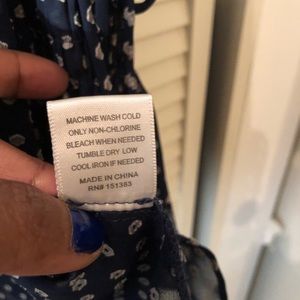 MACHINE WASH COLD
ONLY NON-CHLORINE
BLEACH WHEN NEEDED
TUMBLE DRY LOW
COOL IRON IF NEEDED
MADE IN CHINA
RN# 151383